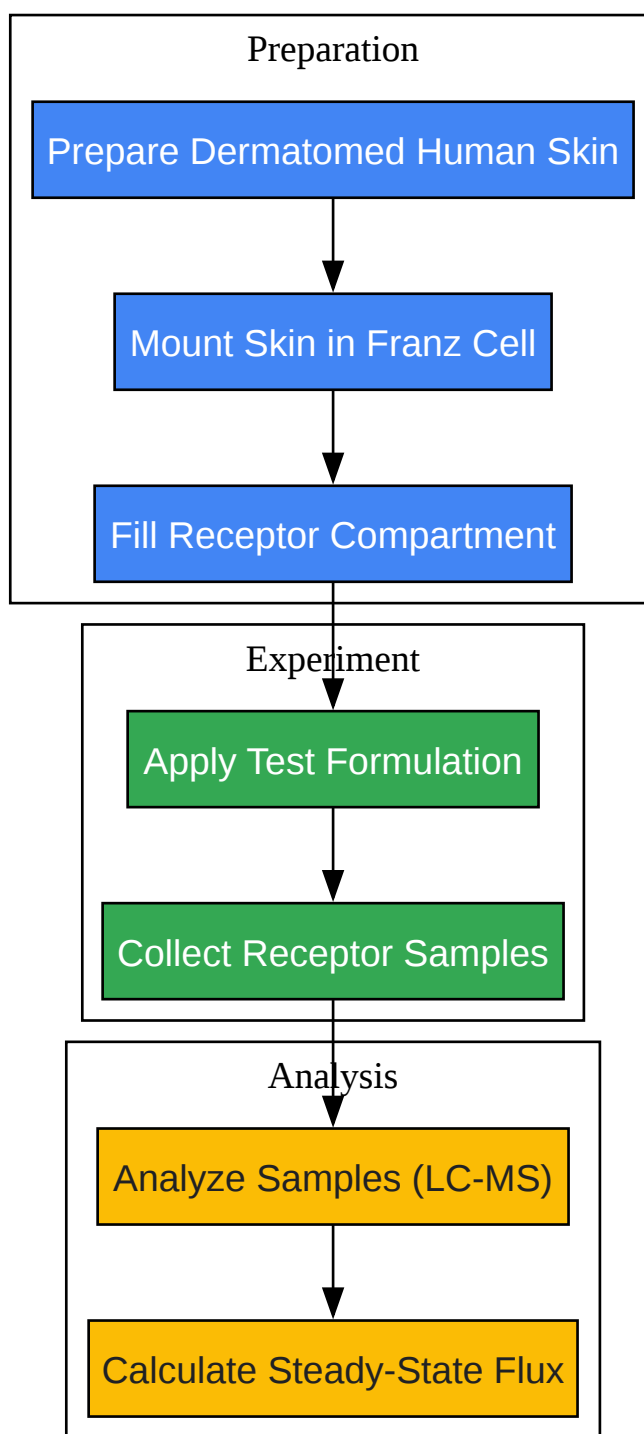 Preparation
Prepare Dermatomed Human Skin
Mount Skin in Franz Cell
Fill Receptor Compartment
Experiment
Apply Test Formulation
Collect Receptor Samples
Analysis
Analyze Samples (LC-MS)
Calculate Steady-State Flux